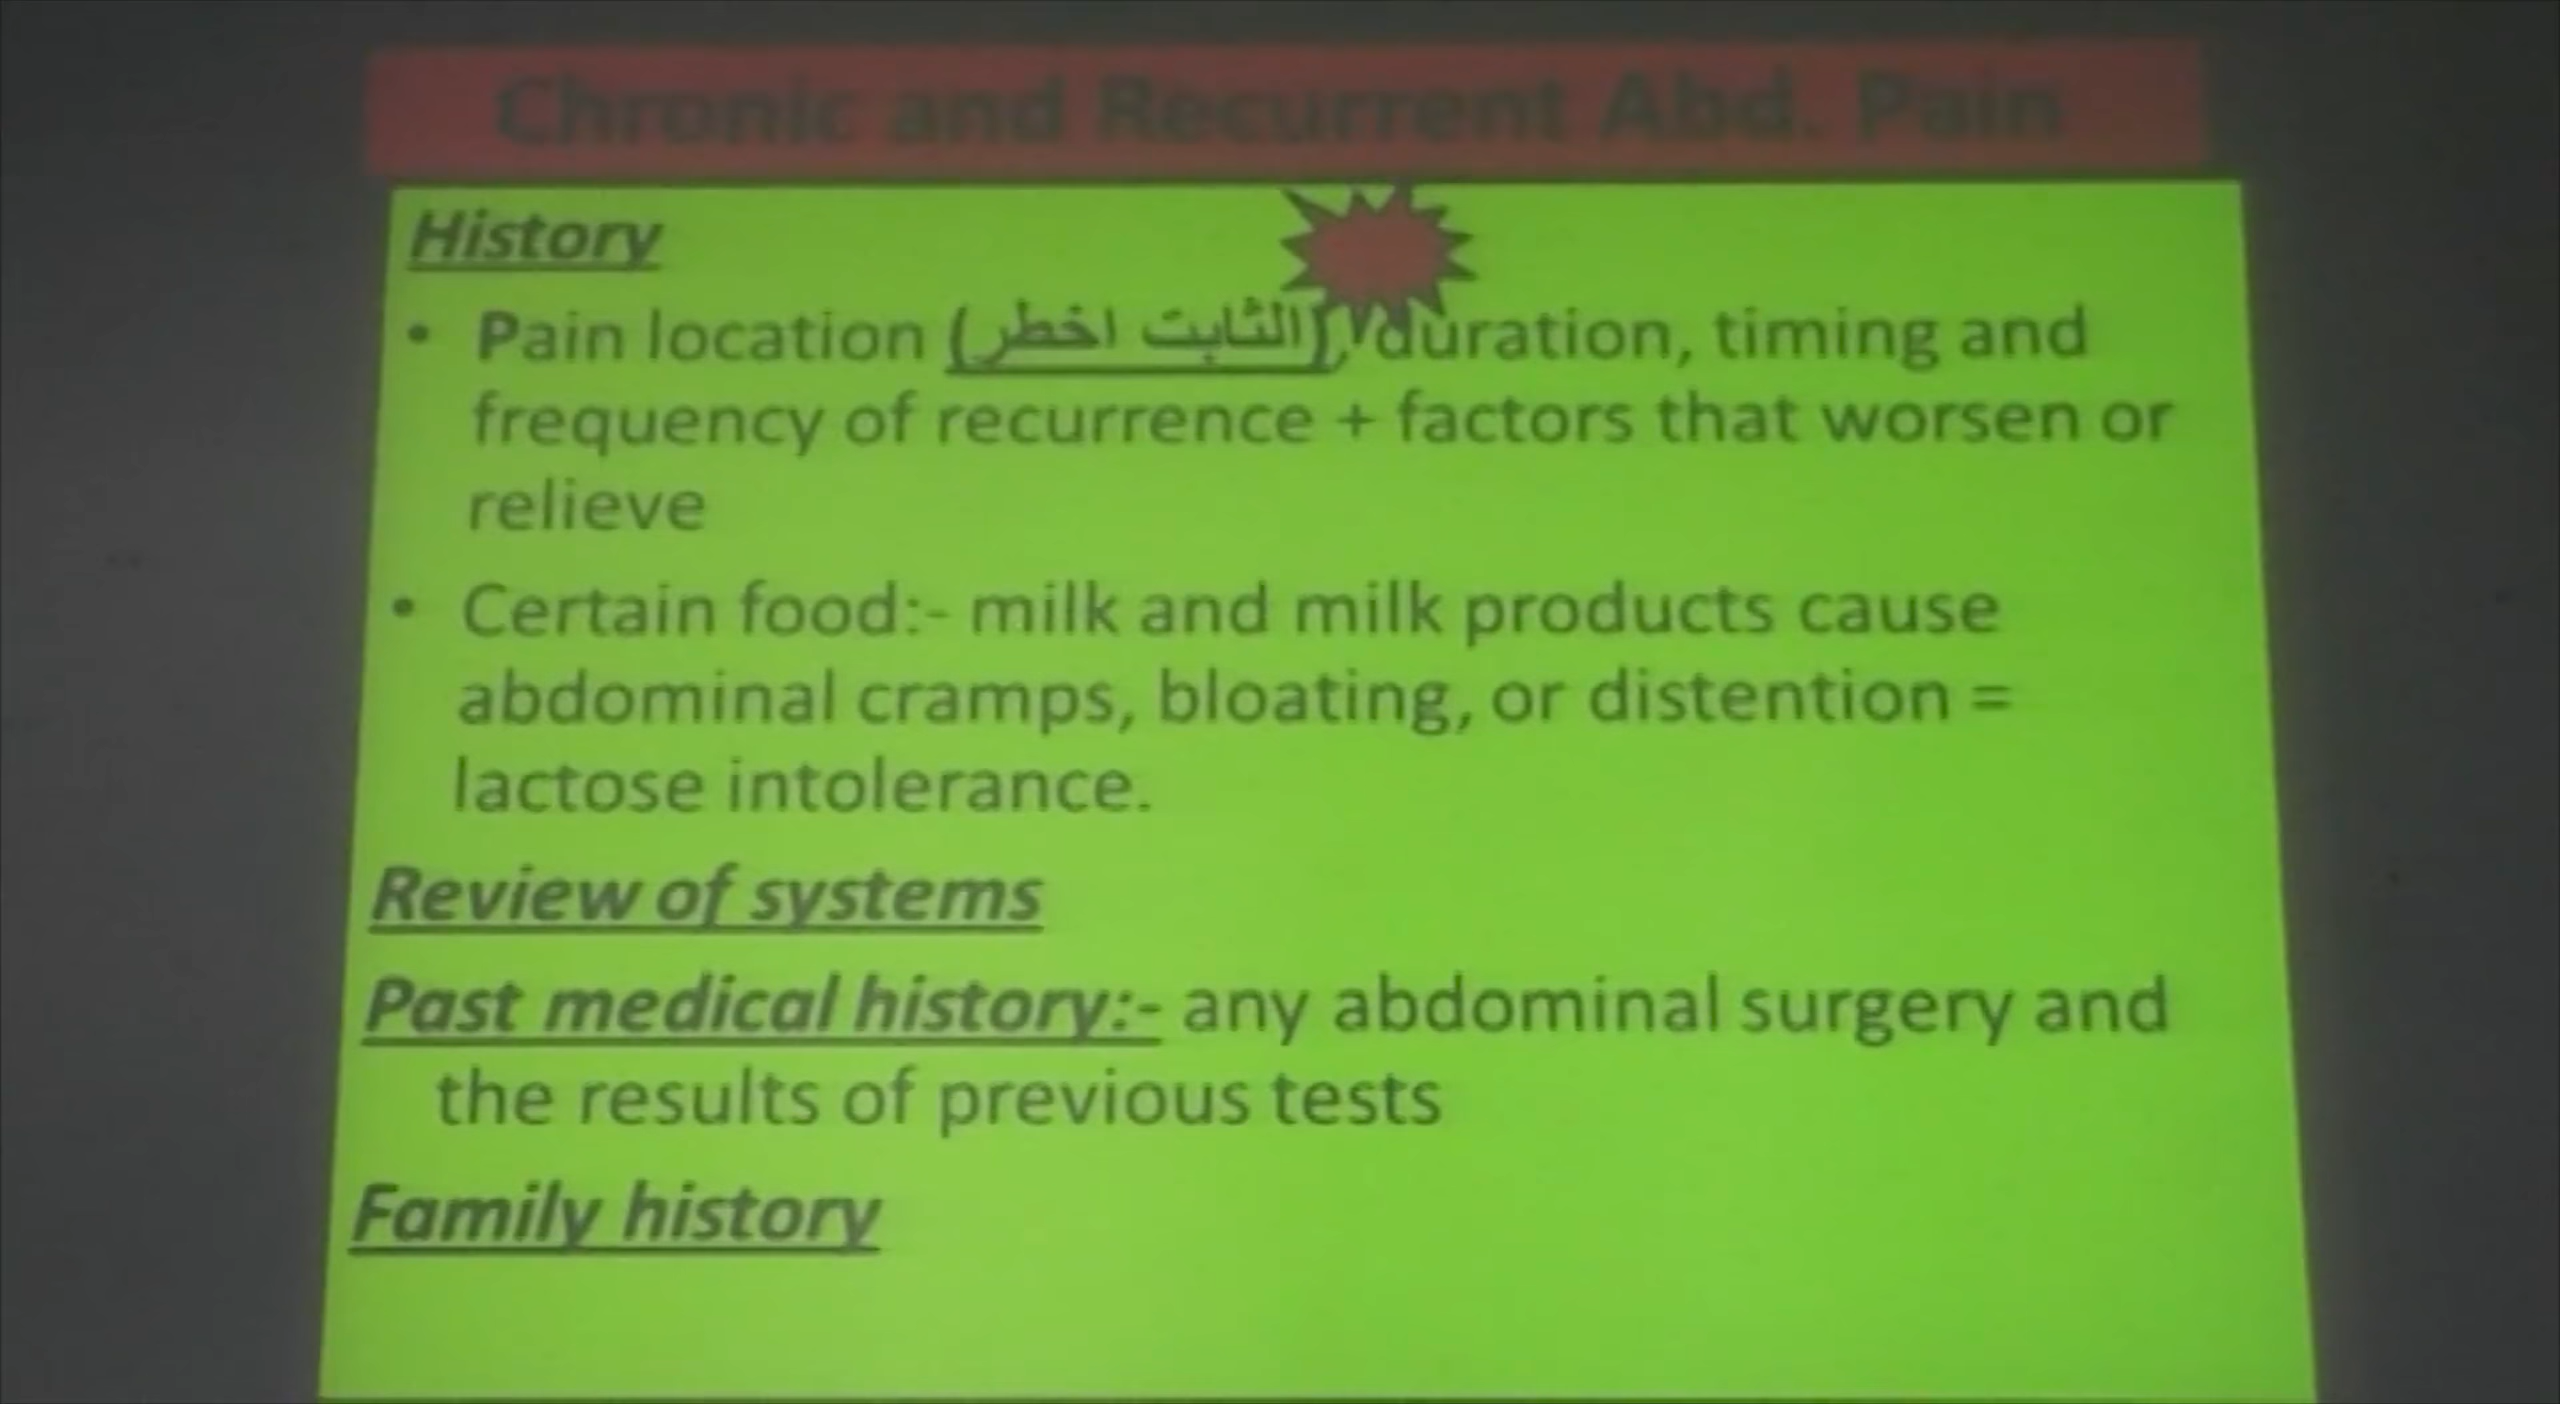 Chronic and Recurrent Abd. Pain
History
• Pain location (الثابت اخطر), duration, timing and
frequency of recurrence + factors that worsen or
relieve
• Certain food:- milk and milk products cause
abdominal cramps, bloating, or distention =
lactose intolerance.
Review of systems
Past medical history:- any abdominal surgery and
the results of previous tests
Family history